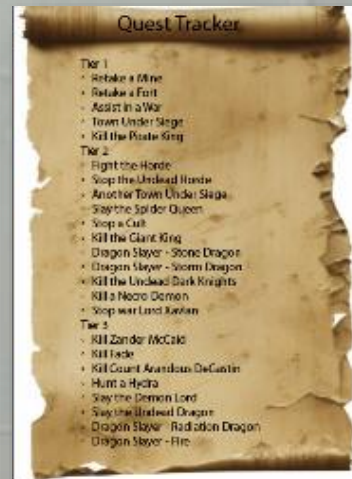 Quest Tracker
Tier 1
Retake a Mine
Retake a Fort
Assist in a War
Town Under Siege
Kill the Pirate King
Tier 2
Fight the Horde
Stop the Undead Horde
Another Town Under Siege
Slay the Spider Queen
Stop a Cult
Kill the Giant King
Dragon Slayer - Stone Dragon
Dragon Slayer - Storm Dragon
Kill the Undead Dark Knights
Kill a Necro Demon
Stop war Lord Xavian
Tier 3
Kill Zander McCaid
Kill Fade
Kill Count Arandous DeCastin
Hunt a Hydra
Slay the Demon Lord
Slay the Undead Dragon
Dragon Slayer - Radiation Dragon
Dragon Slayer - Fire